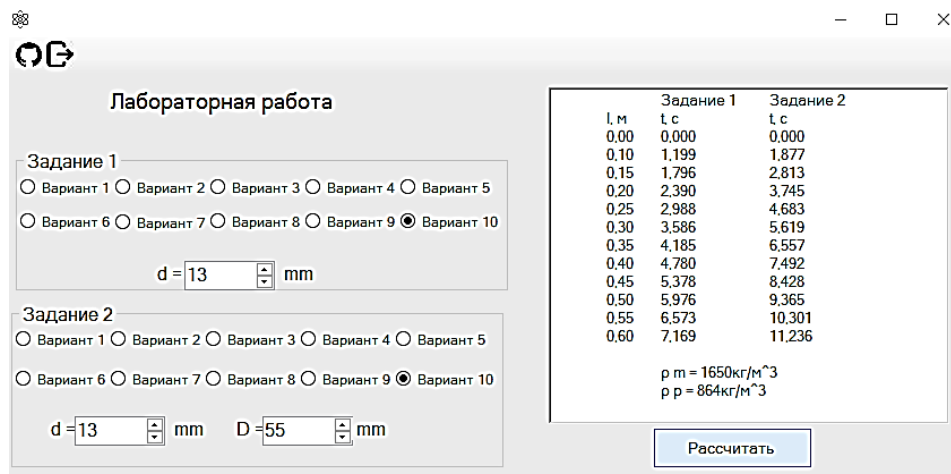 Лабораторная работа
Задание 1
Вариант 1 Вариант 2 Вариант 3 Вариант 4 Вариант 5
Вариант 6 Вариант 7 Вариант 8 Вариант 9 Вариант 10
d = 13 mm
Задание 2
Вариант 1 Вариант 2 Вариант 3 Вариант 4 Вариант 5
Вариант 6 Вариант 7 Вариант 8 Вариант 9 Вариант 10
d = 13 mm D = 55 mm
Задание 1 Задание 2
l, м t, с t, с
0,00 0,000 0,000
0,10 1,199 1,877
0,15 1,796 2,813
0,20 2,390 3,745
0,25 2,988 4,683
0,30 3,586 5,619
0,35 4,185 6,557
0,40 4,780 7,492
0,45 5,378 8,428
0,50 5,976 9,365
0,55 6,573 10,301
0,60 7,169 11,236
ρ m = 1650кг/м^3
ρ p = 864кг/м^3
Рассчитать